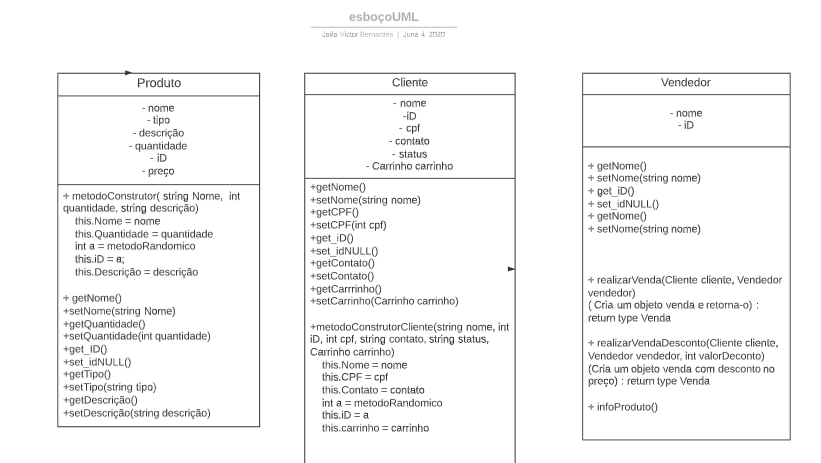 esboçoUML
João Victor Bernardes | June 4, 2020
Produto
- nome
- tipo
- descrição
- quantidade
- iD
- preço
+ metodoConstrutor( string Nome, int
quantidade, string descrição)
this.Nome = nome
this.Quantidade = quantidade
int a = metodoRandomico
this.iD = a;
this.Descrição = descrição
+ getNome()
+setNome(string Nome)
+getQuantidade()
+setQuantidade(int quantidade)
+get_ID()
+set_idNULL()
+getTipo()
+setTipo(string tipo)
+getDescrição()
+setDescrição(string descrição)
Cliente
- nome
-iD
- cpf
- contato
- status
- Carrinho carrinho
+getNome()
+setNome(string nome)
+getCPF()
+setCPF(int cpf)
+get_iD()
+set_idNULL()
+getContato()
+setContato()
+getCarrrinho()
+setCarrinho(Carrinho carrinho)
+metodoConstrutorCliente(string nome, int
iD, int cpf, string contato, string status,
Carrinho carrinho)
this.Nome = nome
this.CPF = cpf
this.Contato = contato
int a = metodoRandomico
this.iD = a
this.carrinho = carrinho
Vendedor
- nome
- iD
+ getNome()
+ setNome(string nome)
+ get_iD()
+ set_idNULL()
+ getNome()
+ setNome(string nome)
+ realizarVenda(Cliente cliente, Vendedor
vendedor)
( Cria um objeto venda e retorna-o) :
return type Venda
+ realizarVendaDesconto(Cliente cliente,
Vendedor vendedor, int valorDeconto)
(Cria um objeto venda com desconto no
preço) : return type Venda
+ infoProduto()